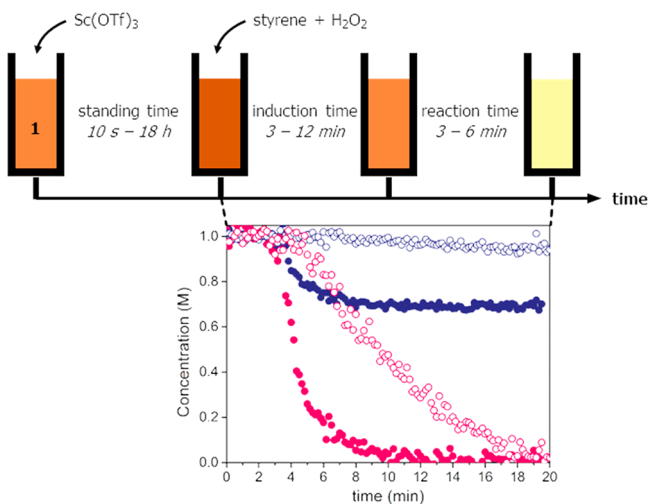 Sc(OTf)3
styrene + H2O2
1
standing time
10 s – 18 h
induction time
3 – 12 min
reaction time
3 – 6 min
time
Concentration (M)
1.0
0.8
0.6
0.4
0.2
0.0
0 2 4 6 8 10 12 14 16 18 20
time (min)